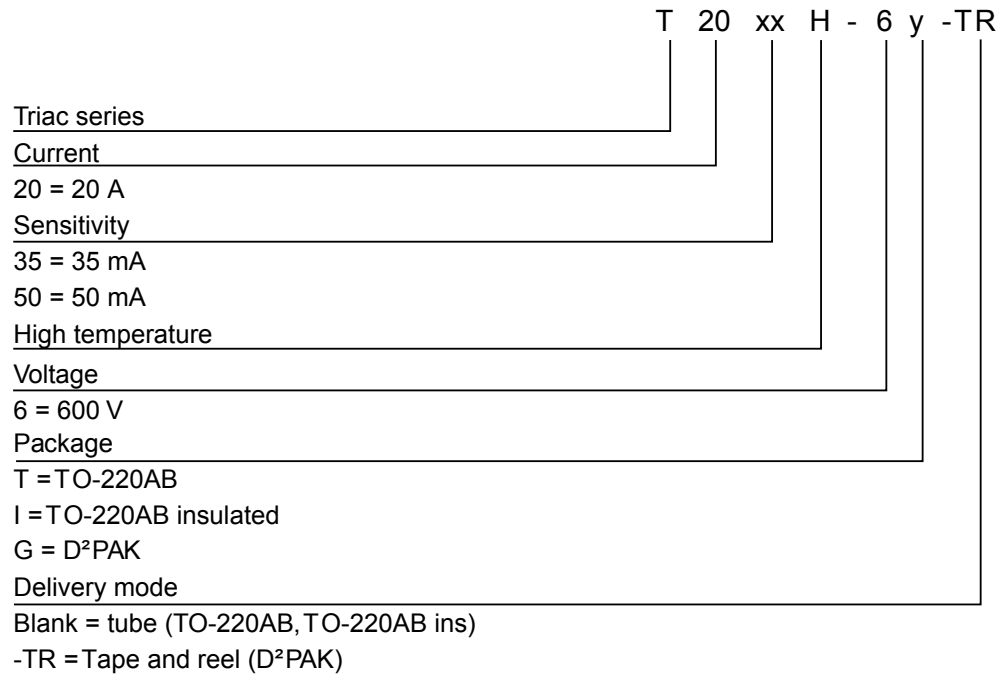 T 20 xx H - 6 y -TR
Triac series
Current
20 = 20 A
Sensitivity
35 = 35 mA
50 = 50 mA
High temperature
Voltage
6 = 600 V
Package
T = TO-220AB
I = TO-220AB insulated
G = D²PAK
Delivery mode
Blank = tube (TO-220AB, TO-220AB ins)
-TR = Tape and reel (D²PAK)